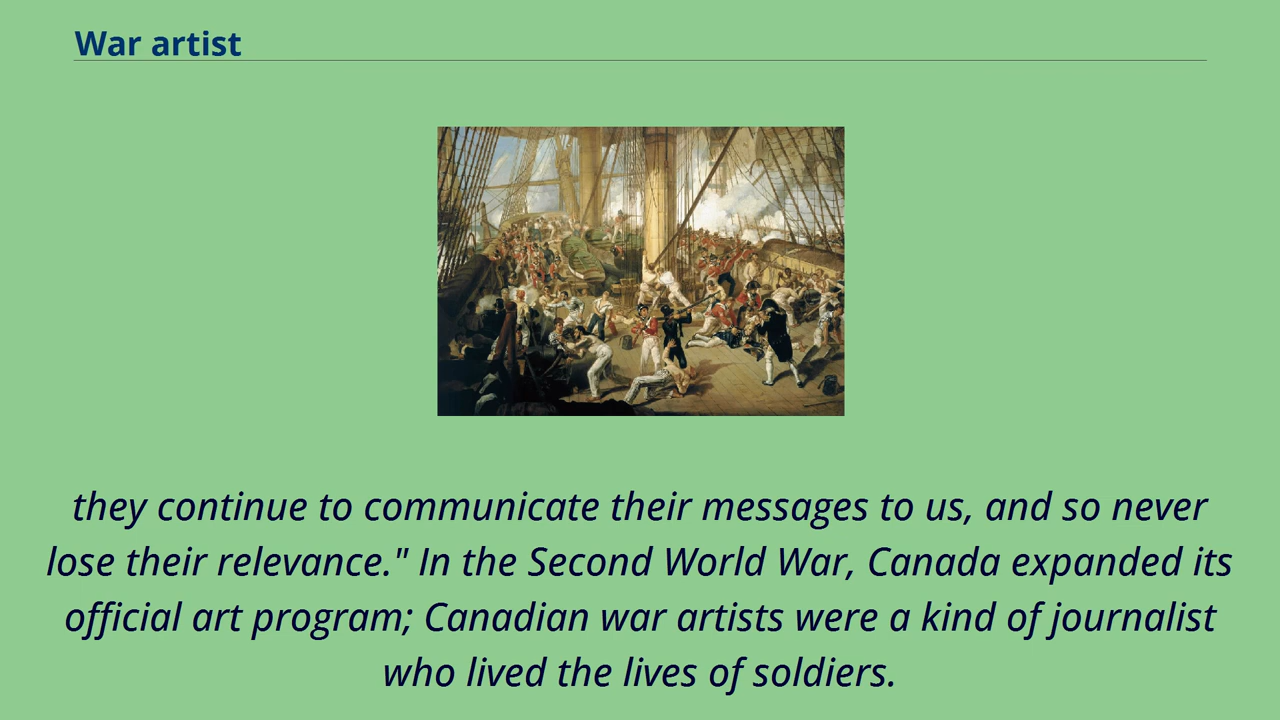 War artist
they continue to communicate their messages to us, and so never
lose their relevance." In the Second World War, Canada expanded its
official art program; Canadian war artists were a kind of journalist
who lived the lives of soldiers.